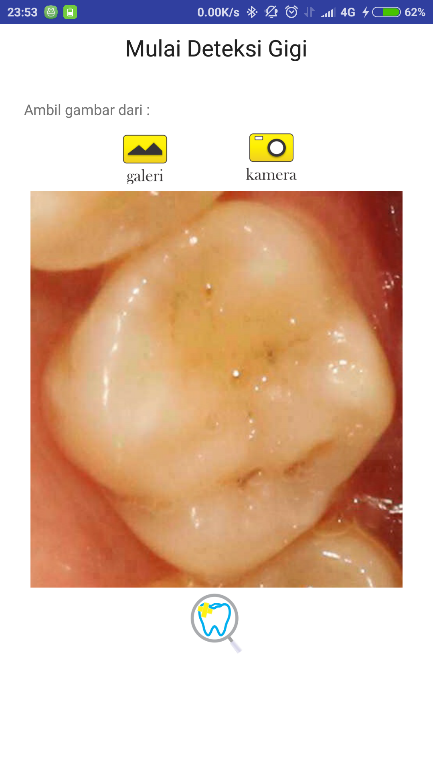 23:53 0.00K/s 4G 62%
Mulai Deteksi Gigi
Ambil gambar dari :
galeri kamera